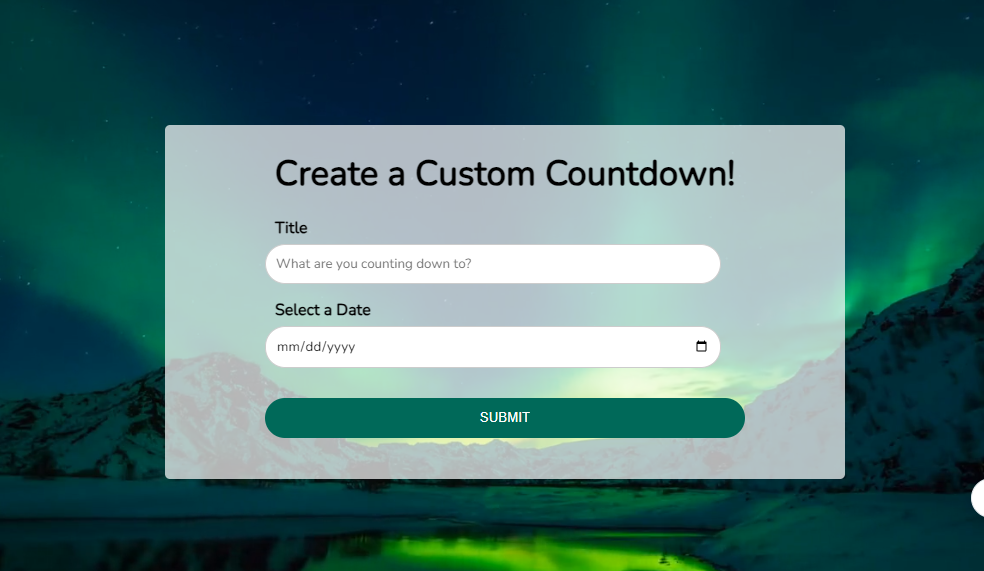 Create a Custom Countdown!
Title
What are you counting down to?
Select a Date
mm/dd/yyyy
SUBMIT